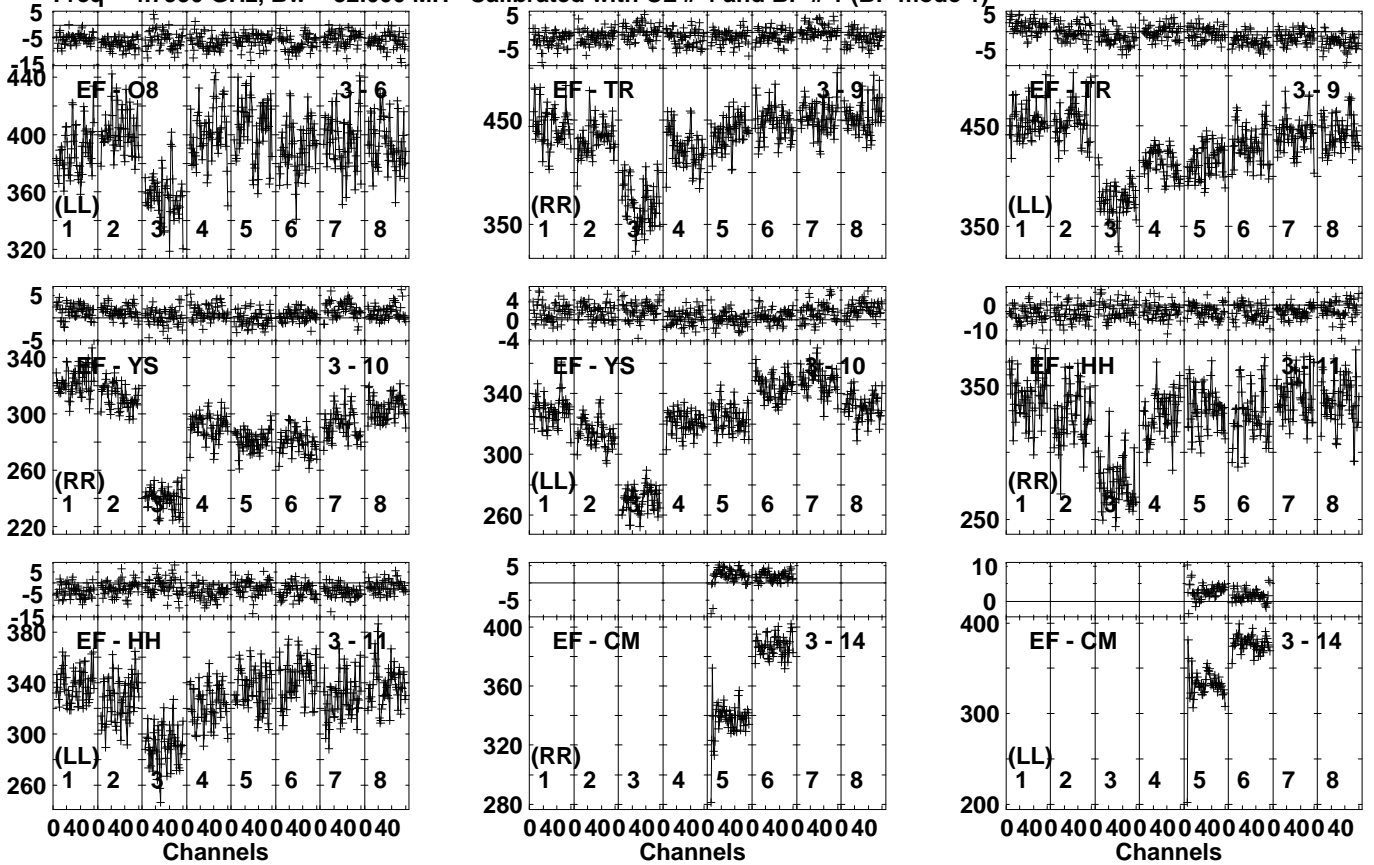 Calibrated with CL # 1 and BP # 1 (BP mode 1)
5 -5 -15
5 -5
5 -5
440 400 360 320
EF - O8 3 - 6
(LL)
1 2 3 4 5 6 7 8
450 350
EF - TR 3 - 9
(RR)
1 2 3 4 5 6 7 8
450 350
EF - TR 3 - 9
(LL)
1 2 3 4 5 6 7 8
5 -5
4 0 -4
0 -10
340 300 260 220
EF - YS 3 - 10
(RR)
1 2 3 4 5 6 7 8
340 300 260
EF - YS 3 - 10
(LL)
1 2 3 4 5 6 7 8
350 250
EF - HH 3 - 11
(RR)
1 2 3 4 5 6 7 8
5 -5 -15
5 -5
10 0
380 340 300 260
EF - HH 3 - 11
(LL)
1 2 3 4 5 6 7 8
400 360 320 280
EF - CM 3 - 14
(RR)
1 2 3 4 5 6 7 8
400 300 200
EF - CM 3 - 14
(LL)
1 2 3 4 5 6 7 8
0 40 0 40 0 40 0 40 0 40 0 40 0 40 0 40
0 40 0 40 0 40 0 40 0 40 0 40 0 40 0 40
0 40 0 40 0 40 0 40 0 40 0 40 0 40 0 40
Channels
Channels
Channels